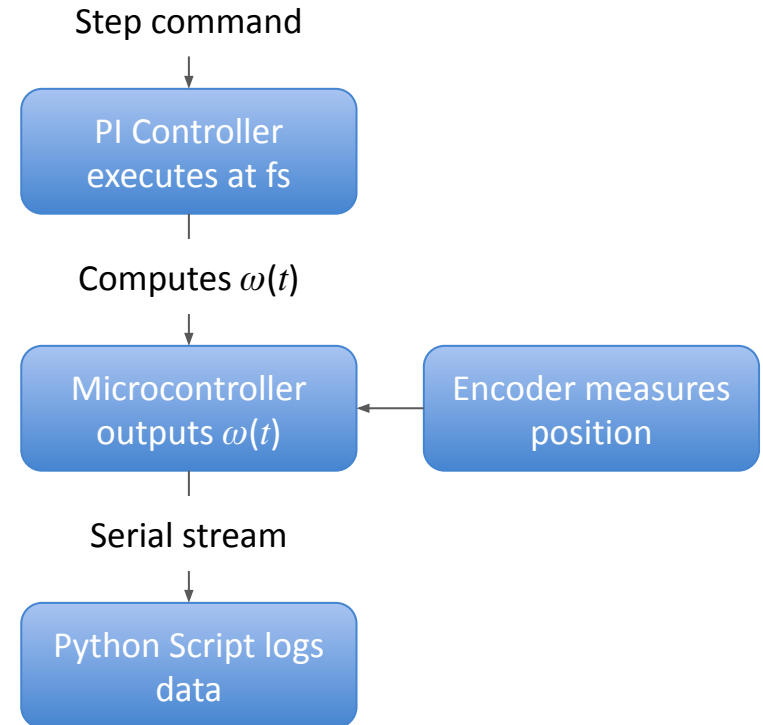 Step command
PI Controller
executes at fs
Computes ω(t)
Microcontroller
outputs ω(t)
Encoder measures
position
Serial stream
Python Script logs
data